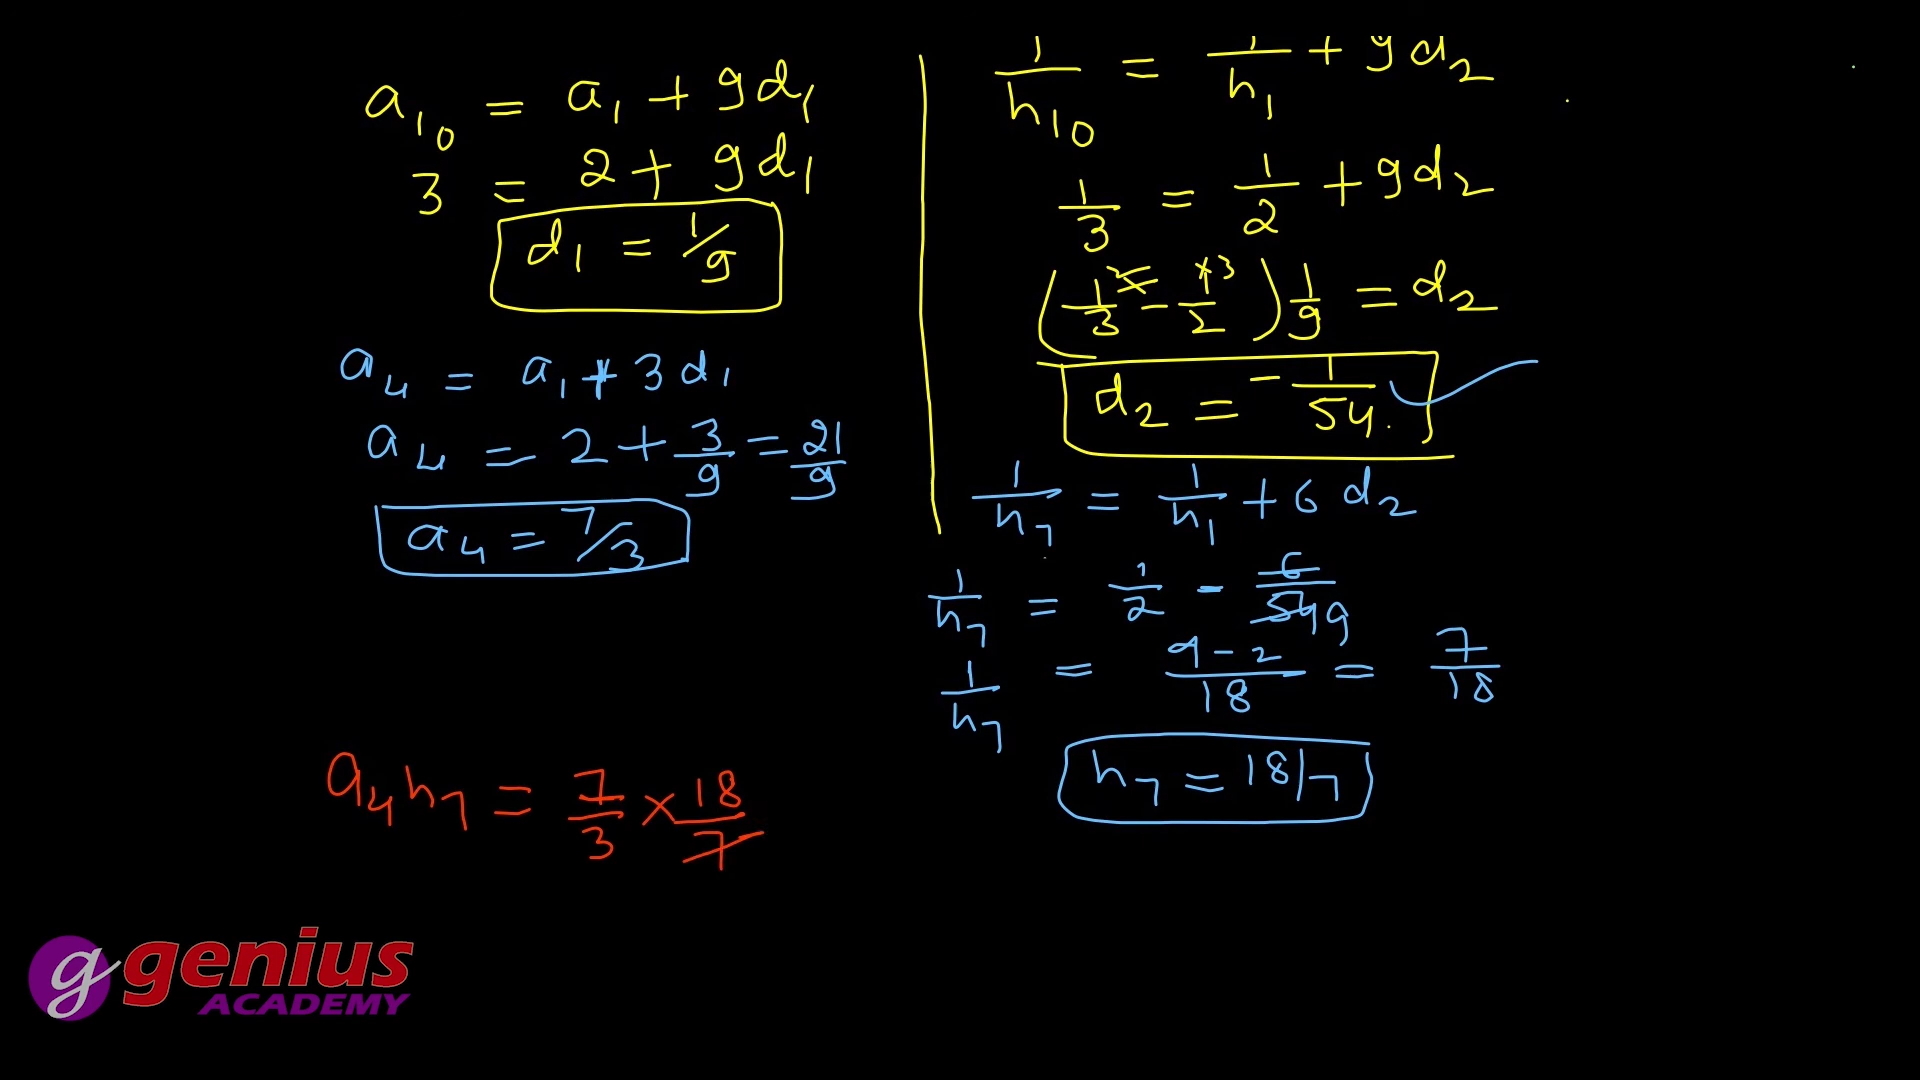 a₁₀ = a₁ + 9d₁
3 = 2 + 9d₁
d₁ = 1/9
a₄ = a₁ + 3d₁
a₄ = 2 + 3/9 = 21/9
a₄ = 7/3
1/h₁₀ = 1/h₁ + 9d₂
1/3 = 1/2 + 9d₂
(1/3 ×2 - 1/2 ×3) 1/9 = d₂
d₂ = -1/54
1/h₇ = 1/h₁ + 6d₂
1/h₇ = 1/2 - 6/54 9
1/h₇ = 9-2/18 = 7/18
h₇ = 18/7
a₄h₇ = 7/3 × 18/7
g genius
ACADEMY